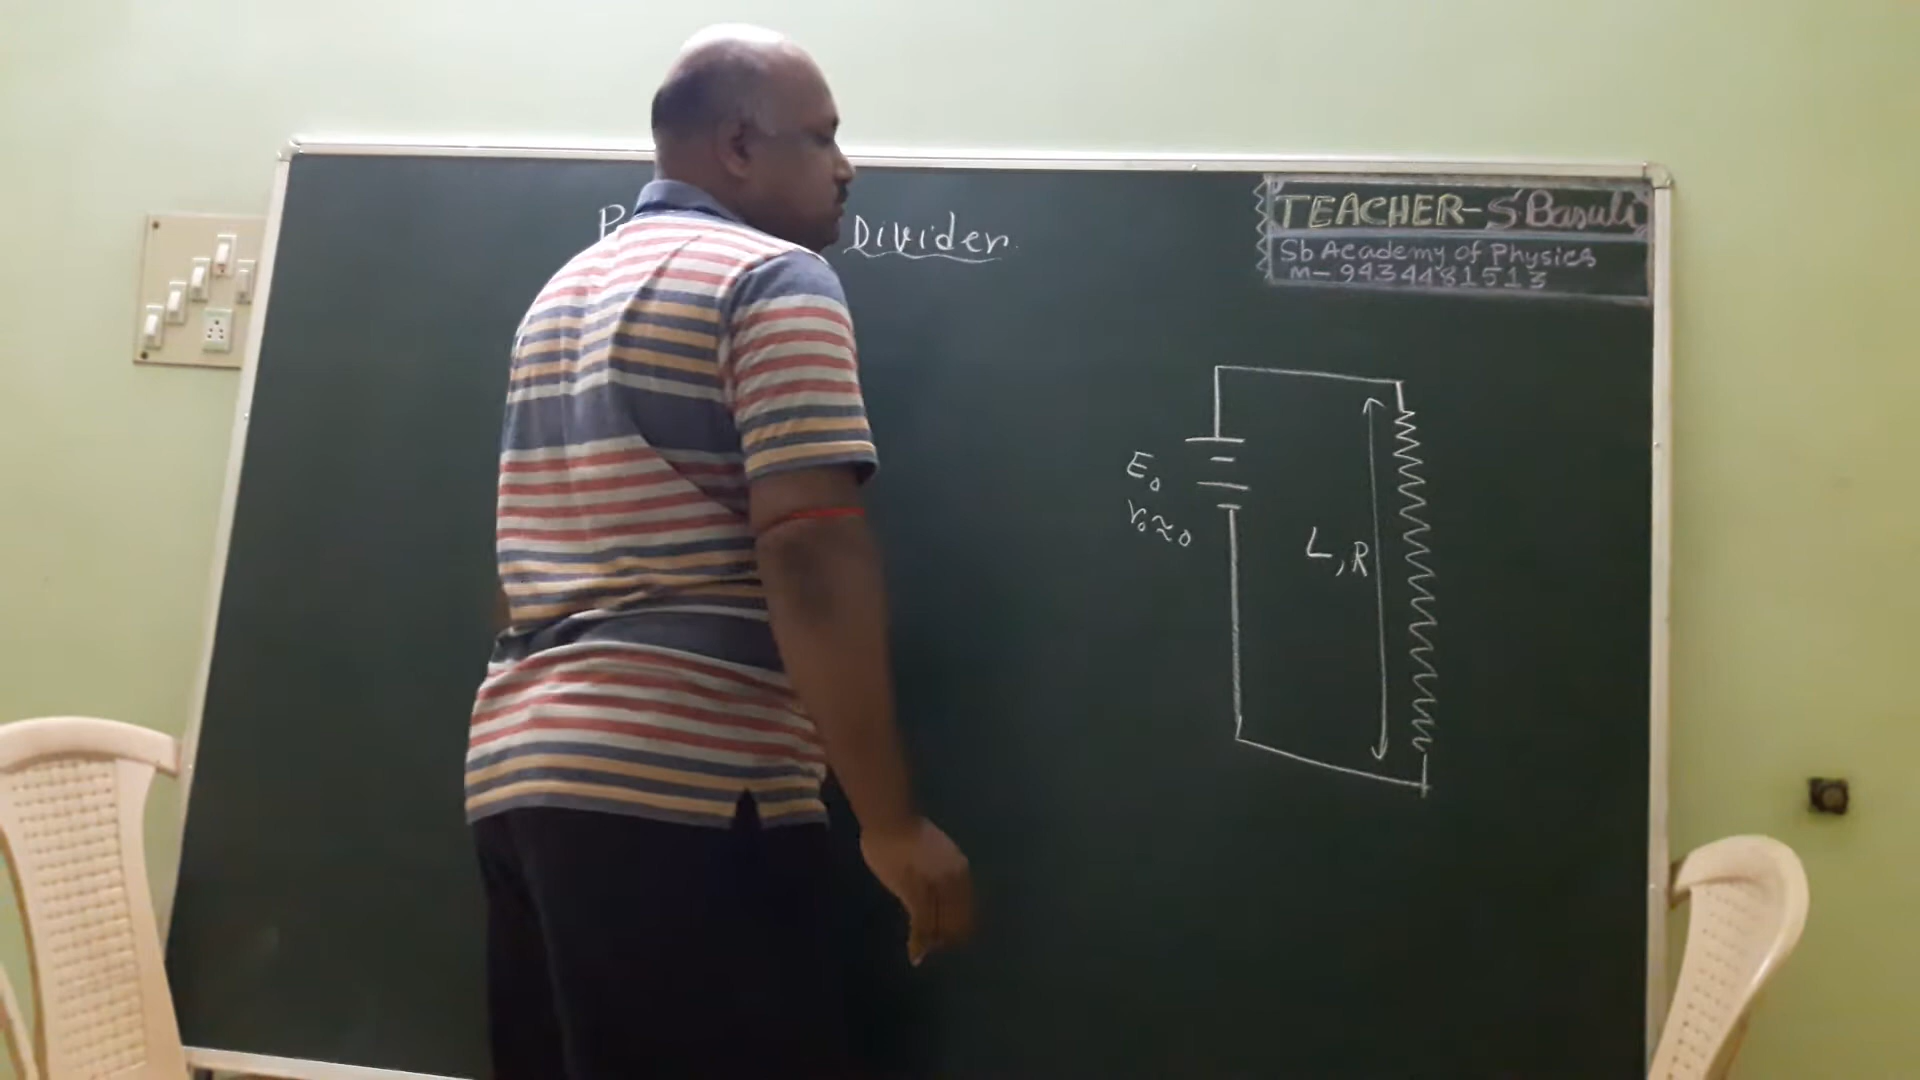 Divider
TEACHER-S Basuli
Sb Academy of Physics
M-9434481513
E₀
r₀≈0
L,R